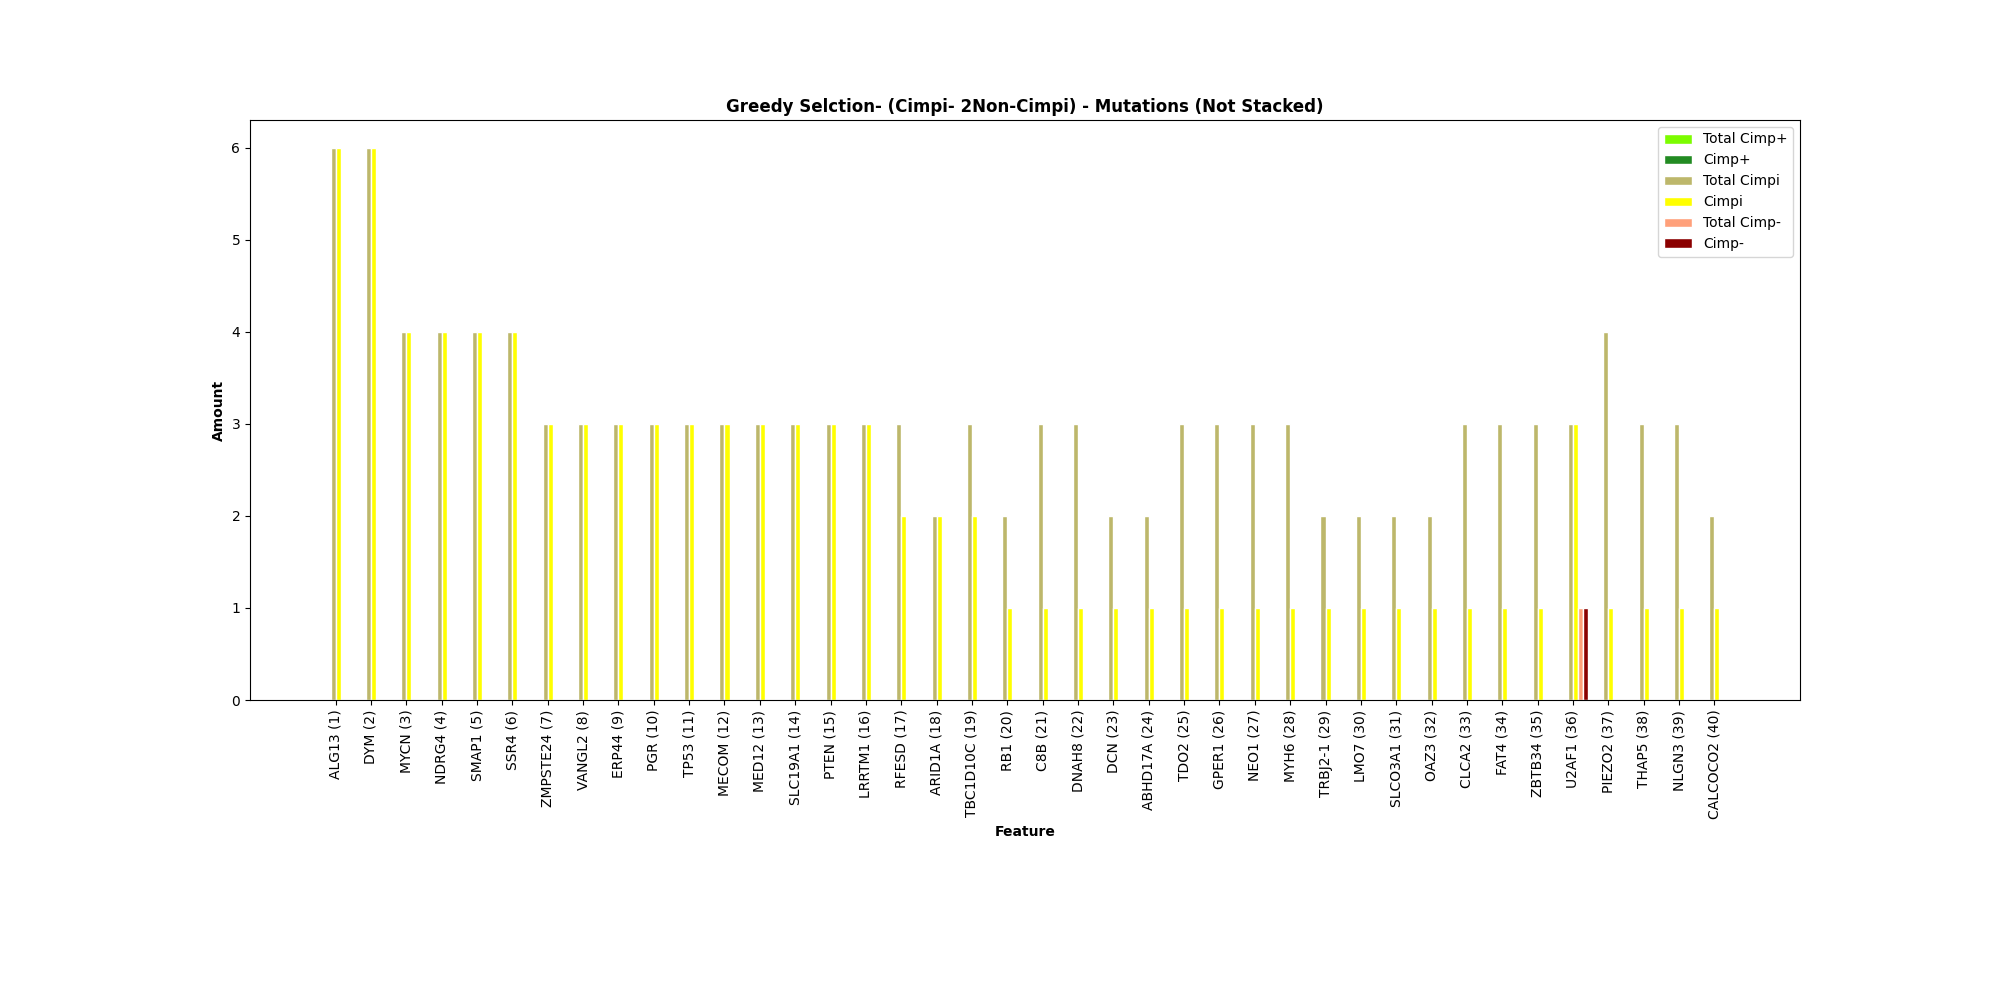 Greedy Selction- (Cimpi- 2Non-Cimpi) - Mutations (Not Stacked)
Total Cimp+
Cimp+
Total Cimpi
Cimpi
Total Cimp-
Cimp-
6
5
4
3
2
1
0
Amount
ALG13 (1)
DYM (2)
MYCN (3)
NDRG4 (4)
SMAP1 (5)
SSR4 (6)
ZMPSTE24 (7)
VANGL2 (8)
ERP44 (9)
PGR (10)
TP53 (11)
MECOM (12)
MED12 (13)
SLC19A1 (14)
PTEN (15)
LRRTM1 (16)
RFESD (17)
ARID1A (18)
TBC1D10C (19)
RB1 (20)
C8B (21)
DNAH8 (22)
DCN (23)
ABHD17A (24)
TDO2 (25)
GPER1 (26)
NEO1 (27)
MYH6 (28)
TRBJ2-1 (29)
LMO7 (30)
SLCO3A1 (31)
OAZ3 (32)
CLCA2 (33)
FAT4 (34)
ZBTB34 (35)
U2AF1 (36)
PIEZO2 (37)
THAP5 (38)
NLGN3 (39)
CALCOCO2 (40)
Feature